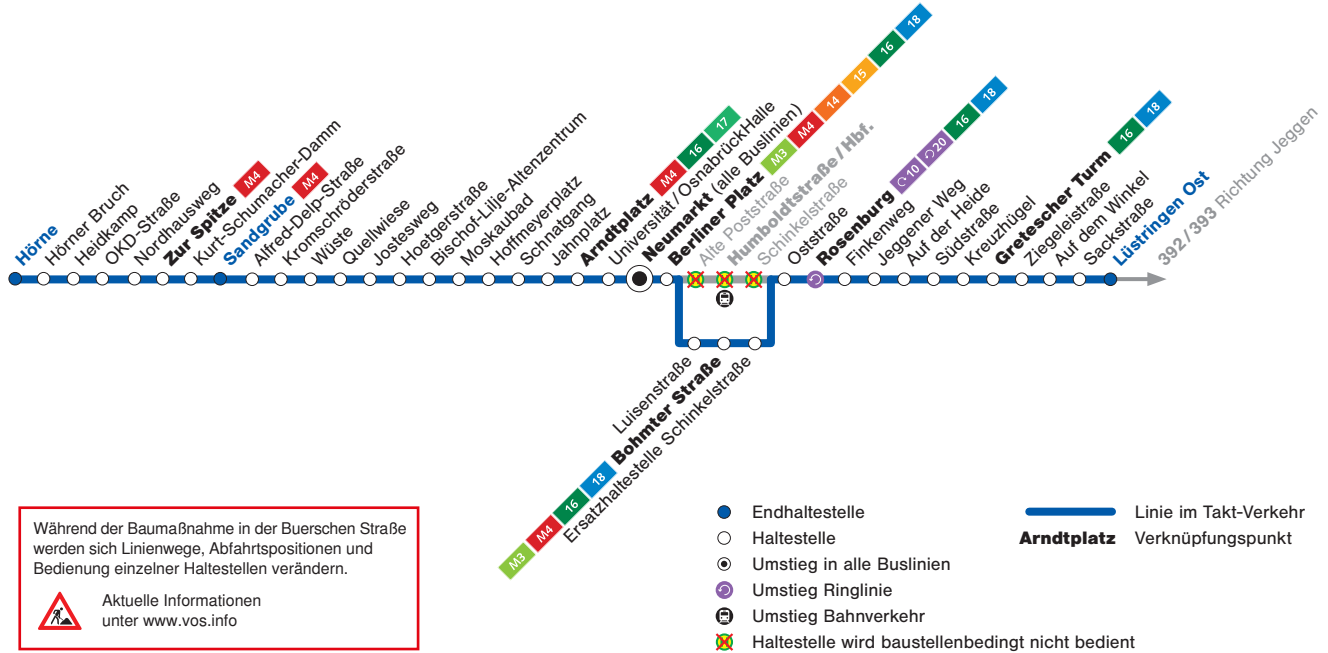 Hörne
Hörner Bruch
Heidkamp
OKD-Straße
Nordhausweg
Zur Spitze M4
Kurt-Schumacher-Damm
Sandgrube M4
Alfred-Delp-Straße
Kromschröderstraße
Wüste
Quellwiese
Jostesweg
Hoetgerstraße
Bischof-Lilje-Altenzentrum
Moskaubad
Hoffmeyerplatz
Schnatgang
Jahnplatz
Arndtplatz M4 16 17
Universität / OsnabrückHalle
Neumarkt (alle Buslinien)
Berliner Platz M3 M4 14 15 16 18
Alte Poststraße
Humboldtstraße / Hbf.
Schinkelstraße
Oststraße
Rosenburg 10 20 16 18
Finkenweg
Jeggener Weg
Auf der Heide
Südstraße
Kreuzhügel
Gretescher Turm 16 18
Ziegeleistraße
Auf dem Winkel
Sackstraße
Lüstringen Ost
392 / 393 Richtung Jeggen
Luisenstraße
M3 M4 16 18 Bohmter Straße
Ersatzhaltestelle Schinkelstraße
Während der Baumaßnahme in der Buerschen Straße
werden sich Linienwege, Abfahrtspositionen und
Bedienung einzelner Haltestellen verändern.
Aktuelle Informationen
unter www.vos.info
Endhaltestelle
Haltestelle
Umstieg in alle Buslinien
Umstieg Ringlinie
Umstieg Bahnverkehr
Haltestelle wird baustellenbedingt nicht bedient
Linie im Takt-Verkehr
Arndtplatz Verknüpfungspunkt